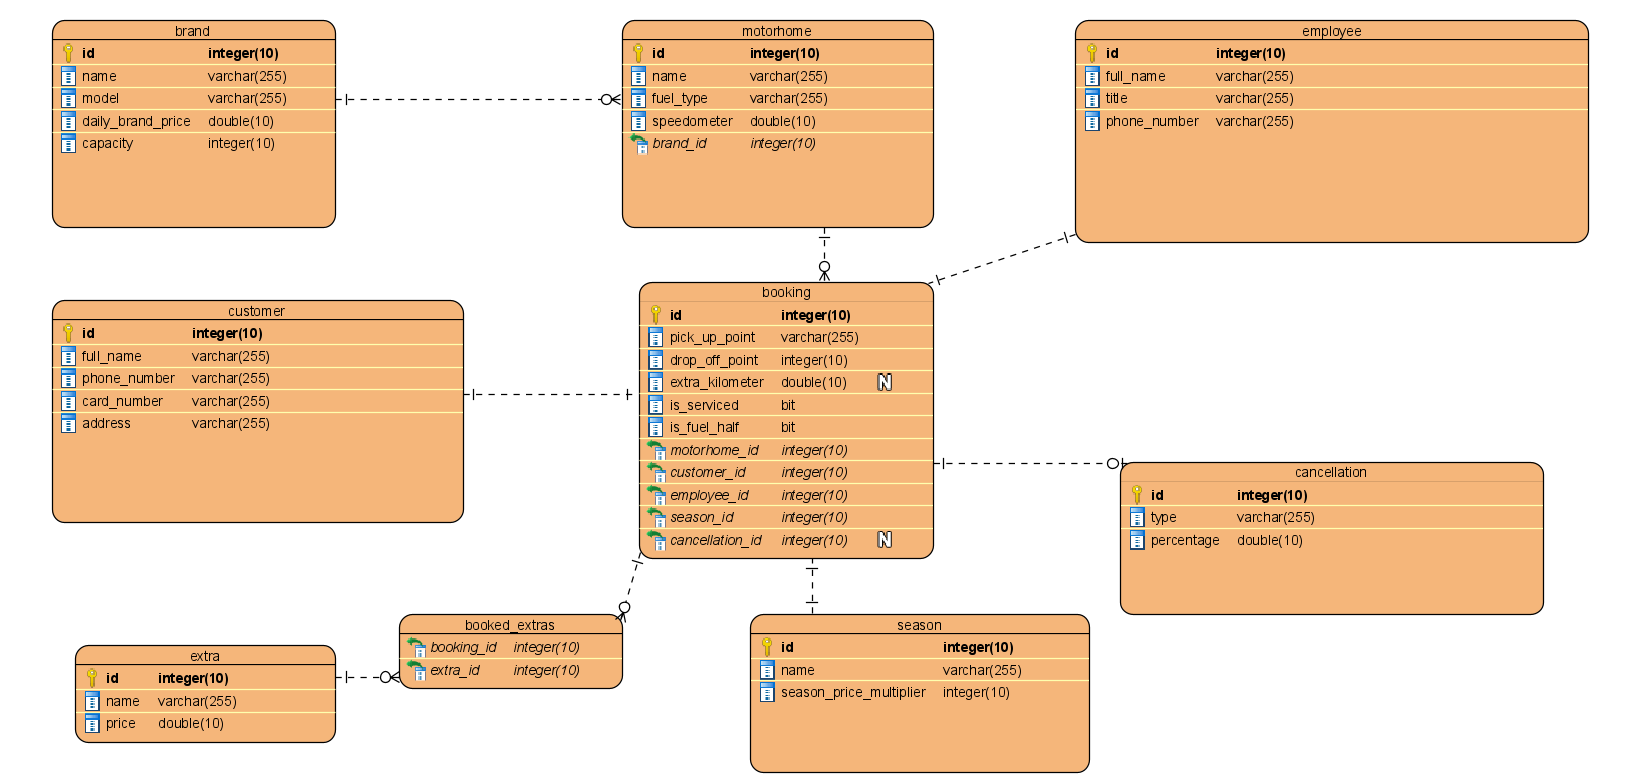 brand
id integer(10)
name varchar(255)
model varchar(255)
daily_brand_price double(10)
capacity integer(10)
motorhome
id integer(10)
name varchar(255)
fuel_type varchar(255)
speedometer double(10)
brand_id integer(10)
employee
id integer(10)
full_name varchar(255)
title varchar(255)
phone_number varchar(255)
customer
id integer(10)
full_name varchar(255)
phone_number varchar(255)
card_number varchar(255)
address varchar(255)
booking
id integer(10)
pick_up_point varchar(255)
drop_off_point integer(10)
extra_kilometer double(10) N
is_serviced bit
is_fuel_half bit
motorhome_id integer(10)
customer_id integer(10)
employee_id integer(10)
season_id integer(10)
cancellation_id integer(10) N
cancellation
id integer(10)
type varchar(255)
percentage double(10)
extra
id integer(10)
name varchar(255)
price double(10)
booked_extras
booking_id integer(10)
extra_id integer(10)
season
id integer(10)
name varchar(255)
season_price_multiplier integer(10)